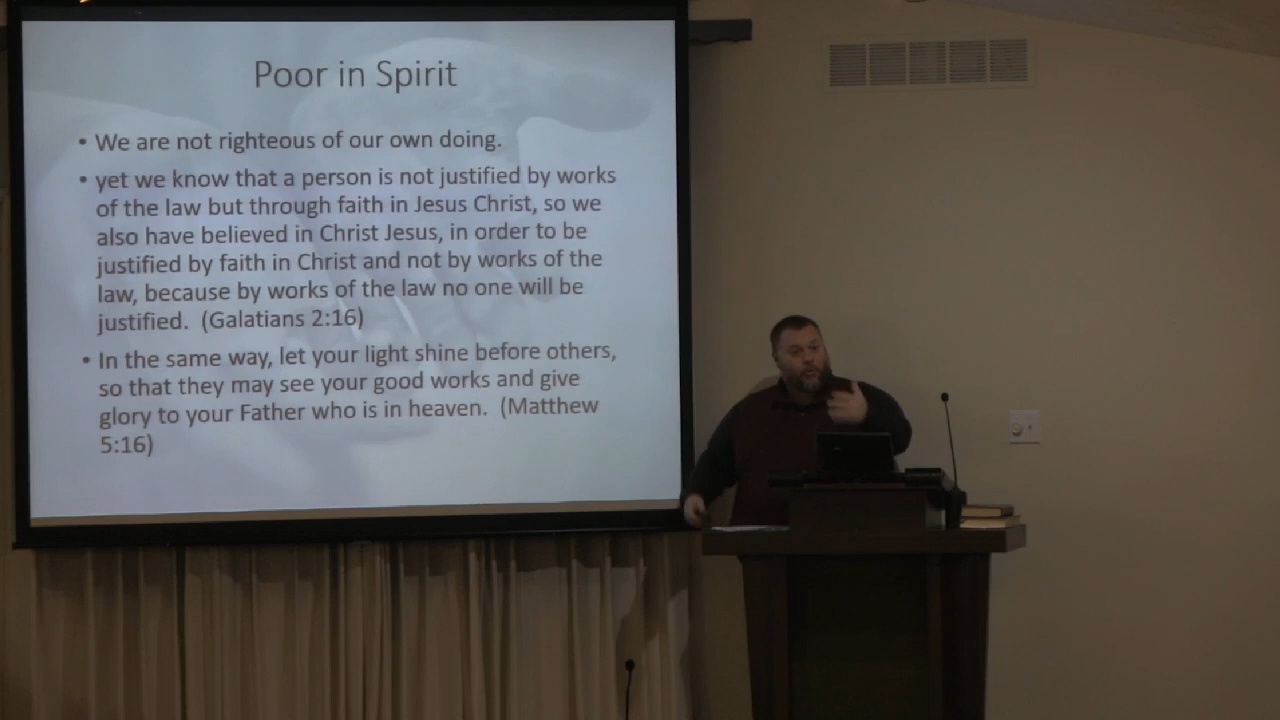 Poor in Spirit
• We are not righteous of our own doing.
• yet we know that a person is not justified by works
of the law but through faith in Jesus Christ, so we
also have believed in Christ Jesus, in order to be
justified by faith in Christ and not by works of the
law, because by works of the law no one will be
justified.  (Galatians 2:16)
• In the same way, let your light shine before others,
so that they may see your good works and give
glory to your Father who is in heaven.  (Matthew
5:16)